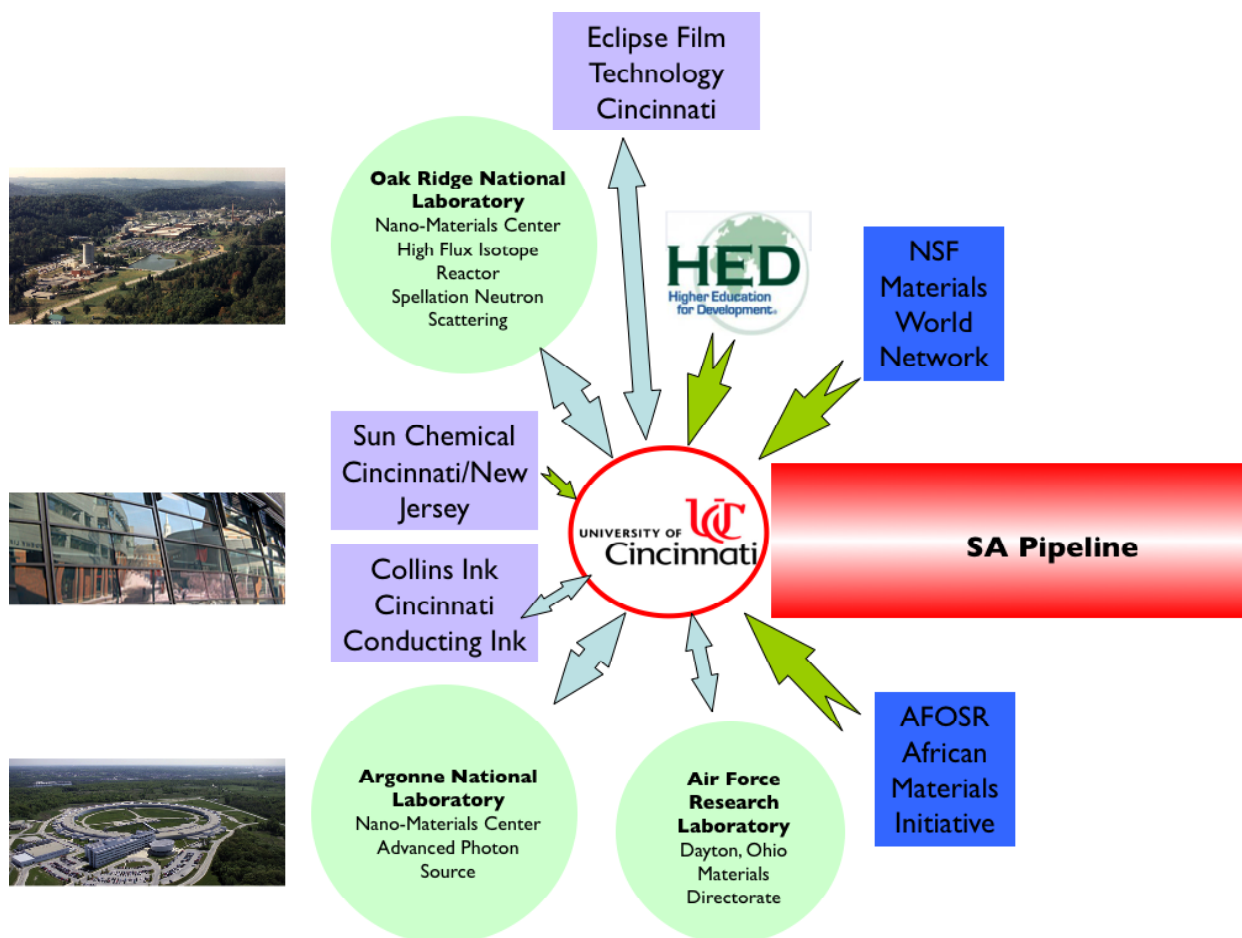 Eclipse Film
Technology
Cincinnati
Oak Ridge National
Laboratory
Nano-Materials Center
High Flux Isotope
Reactor
Spellation Neutron
Scattering
HED
Higher Education
for Development
NSF
Materials
World
Network
Sun Chemical
Cincinnati/New
Jersey
UC
UNIVERSITY OF
Cincinnati
SA Pipeline
Collins Ink
Cincinnati
Conducting Ink
Argonne National
Laboratory
Nano-Materials Center
Advanced Photon
Source
Air Force
Research
Laboratory
Dayton, Ohio
Materials
Directorate
AFOSR
African
Materials
Initiative